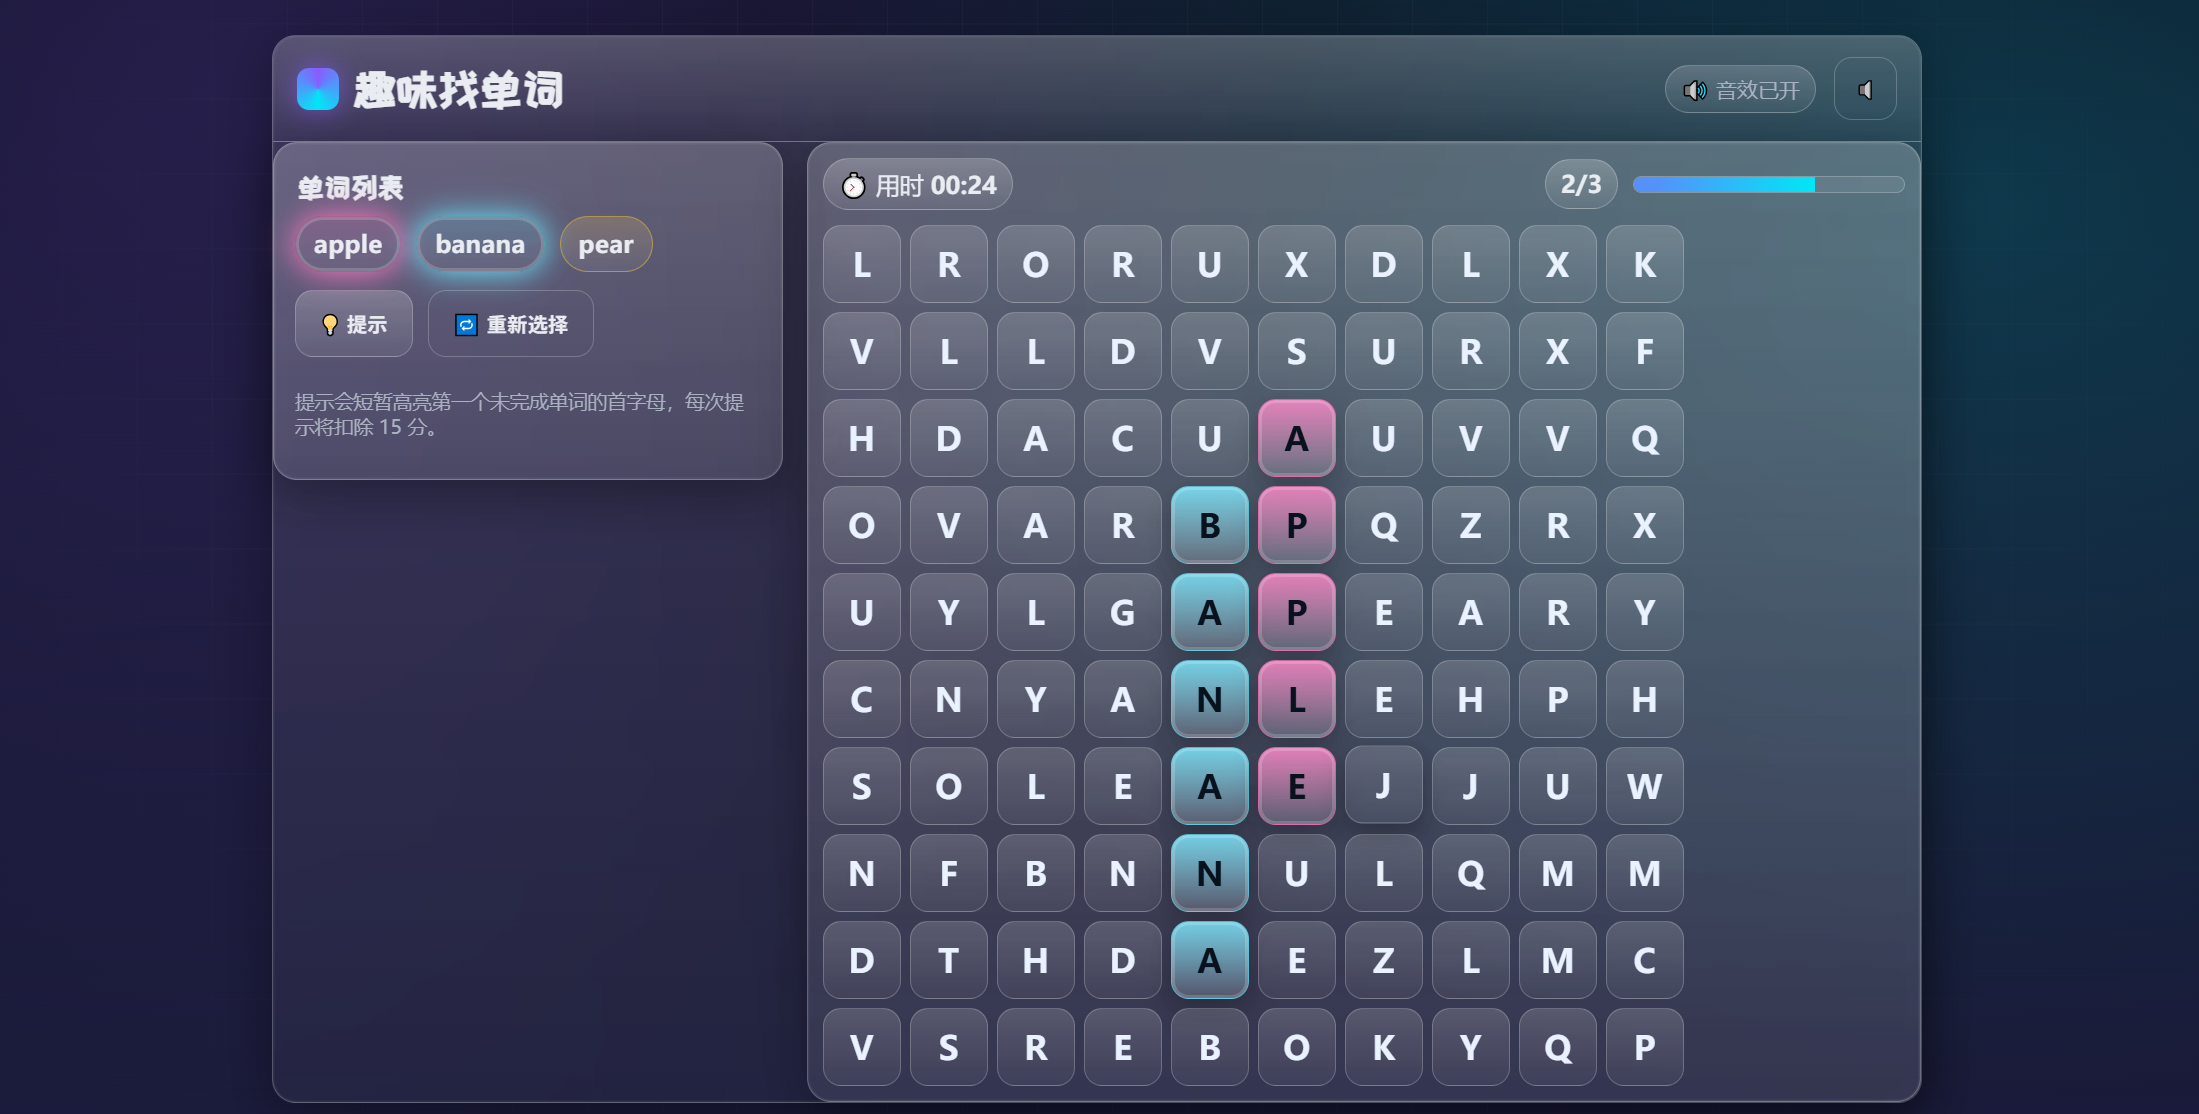 趣味找单词
音效已开
单词列表
apple banana pear
提示 重新选择
提示会短暂高亮第一个未完成单词的首字母，每次提
示将扣除 15 分。
用时 00:24
2/3
L R O R U X D L X K
V L L D V S U R X F
H D A C U A U V V Q
O V A R B P Q Z R X
U Y L G A P E A R Y
C N Y A N L E H P H
S O L E A E J J U W
N F B N N U L Q M M
D T H D A E Z L M C
V S R E B O K Y Q P